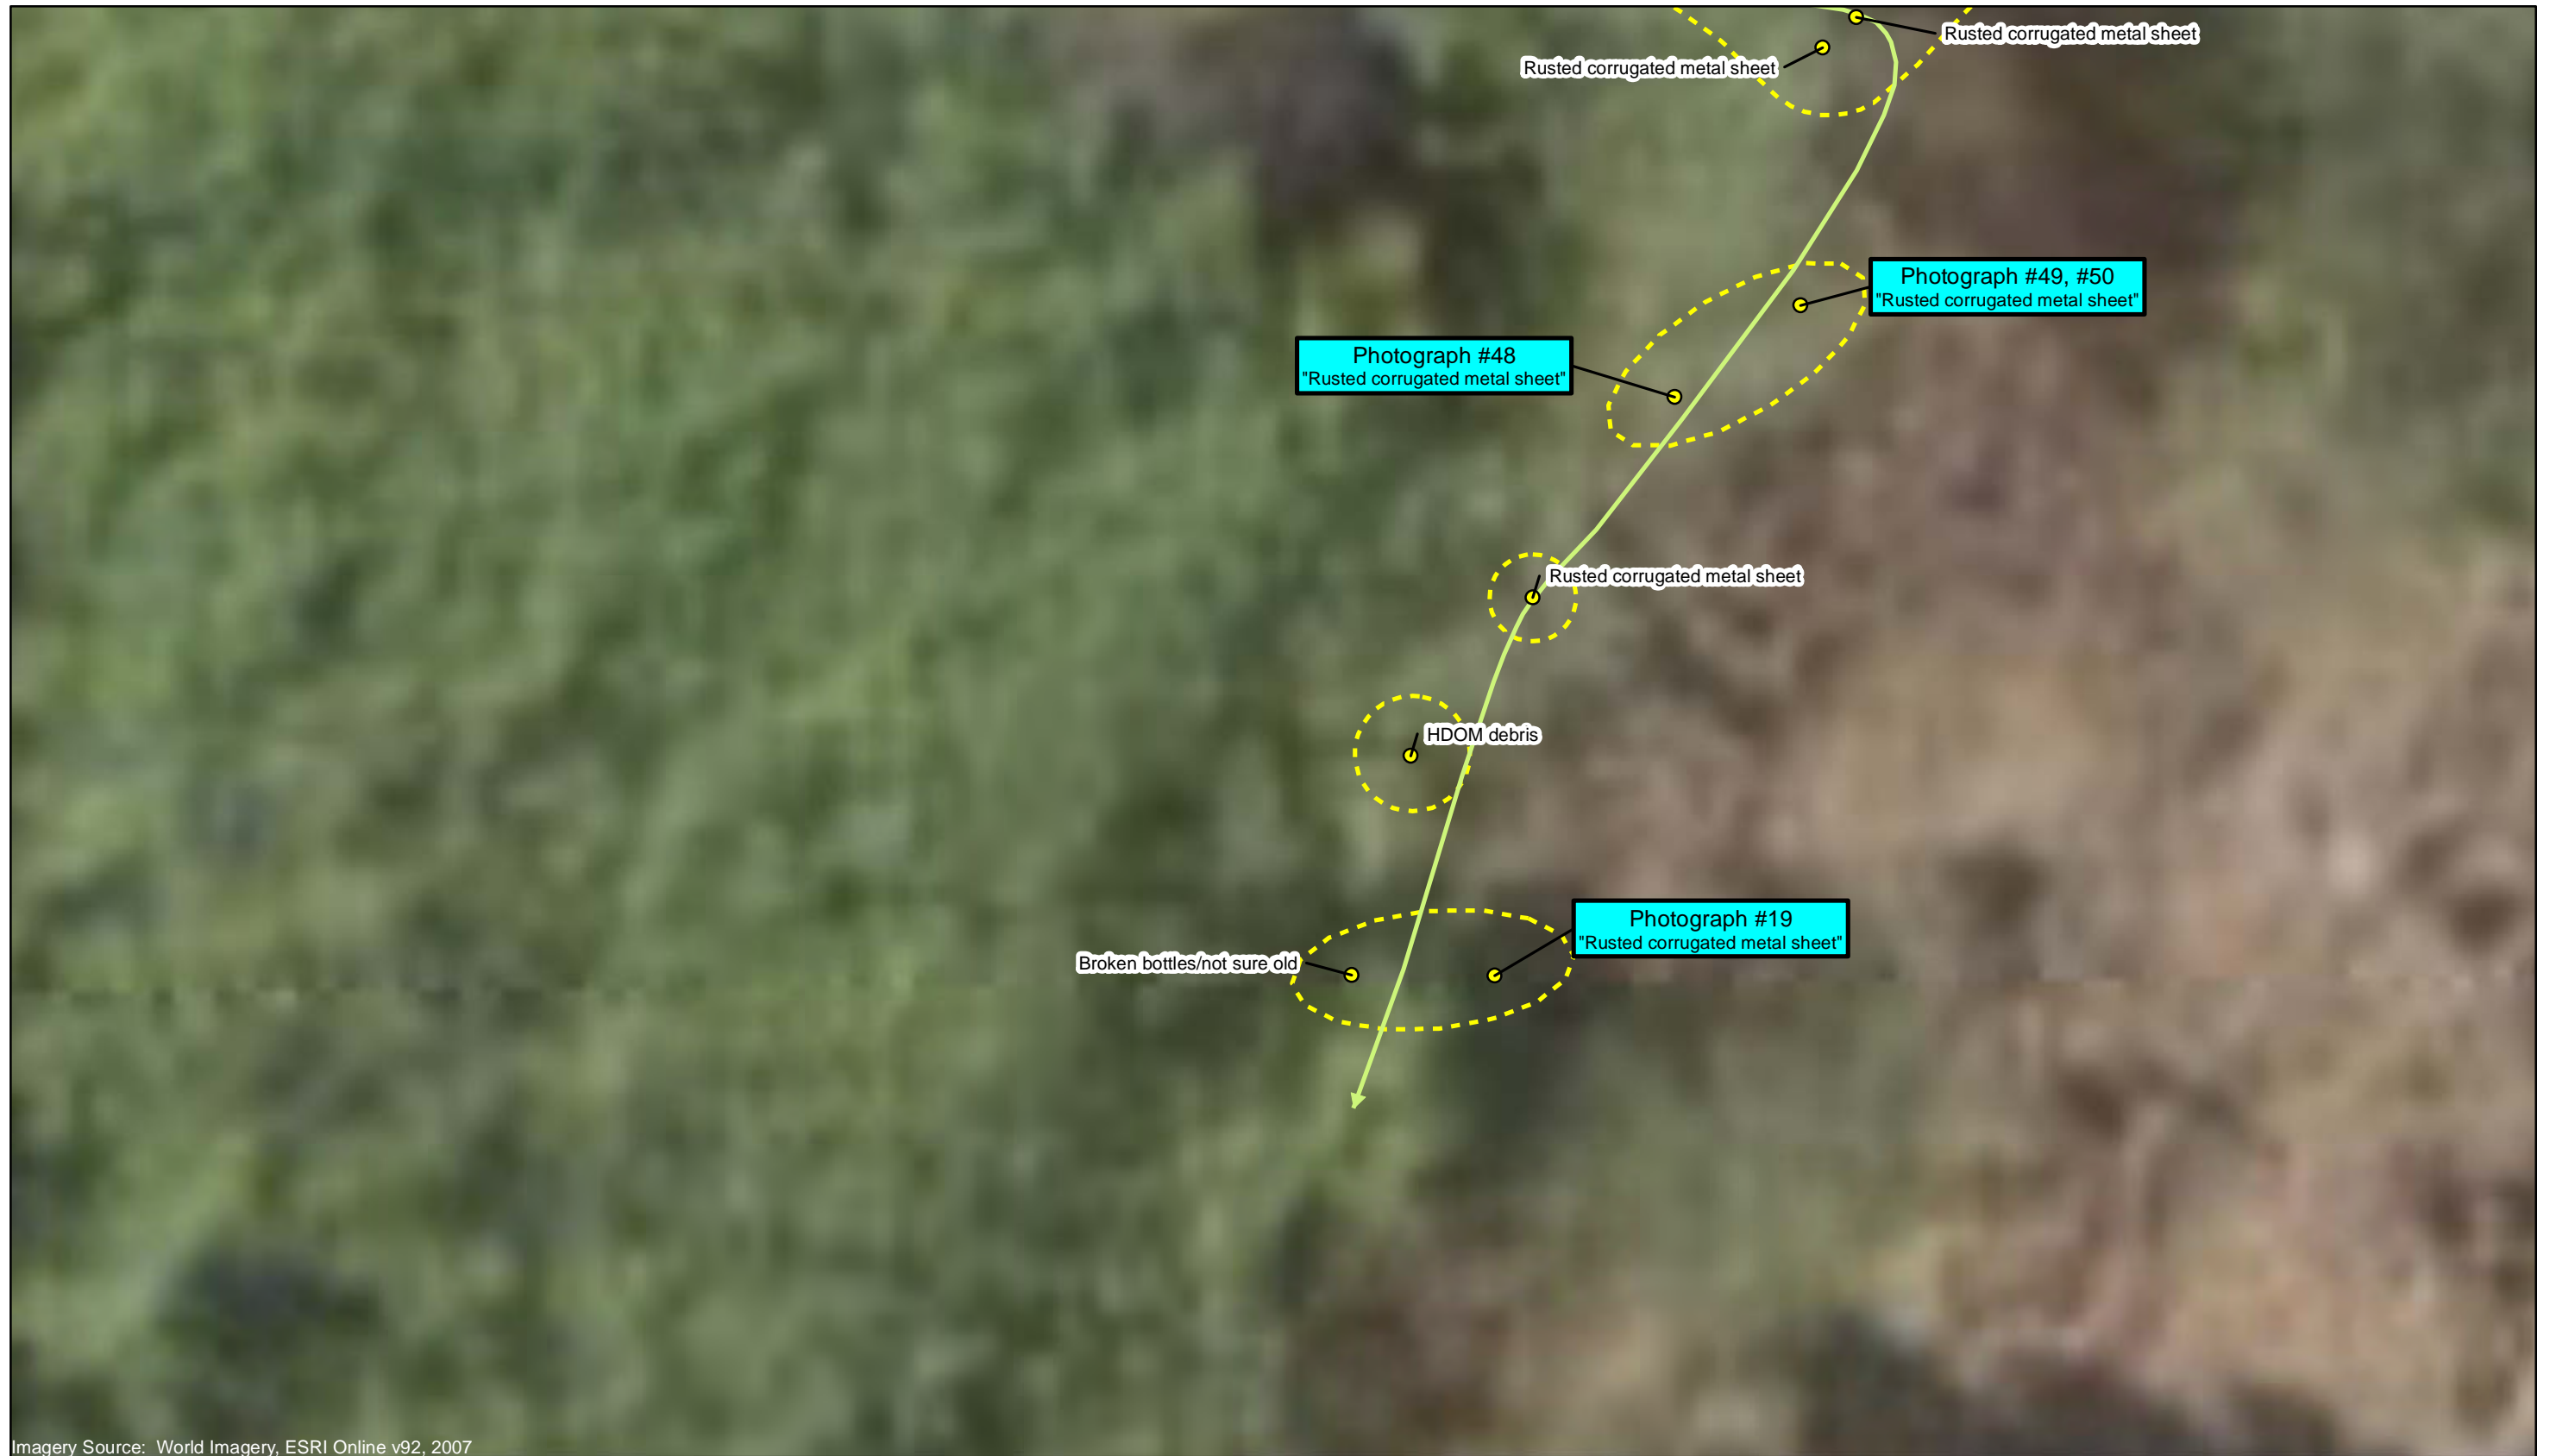 Rusted corrugated metal sheet
Rusted corrugated metal sheet
Photograph #49, #50
"Rusted corrugated metal sheet"
Photograph #48
"Rusted corrugated metal sheet"
Rusted corrugated metal sheet
HDOM debris
Photograph #19
"Rusted corrugated metal sheet"
Broken bottles/not sure old
Imagery Source: World Imagery, ESRI Online v92, 2007